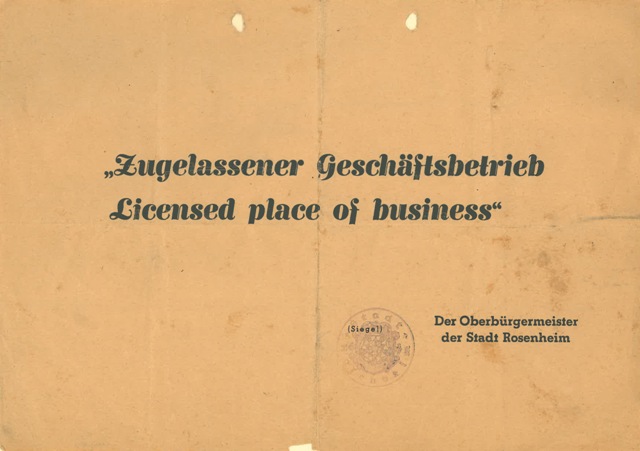 „Zugelassener Geschäftsbetrieb
Licensed place of business“
(Siegel)
Der Oberbürgermeister
der Stadt Rosenheim